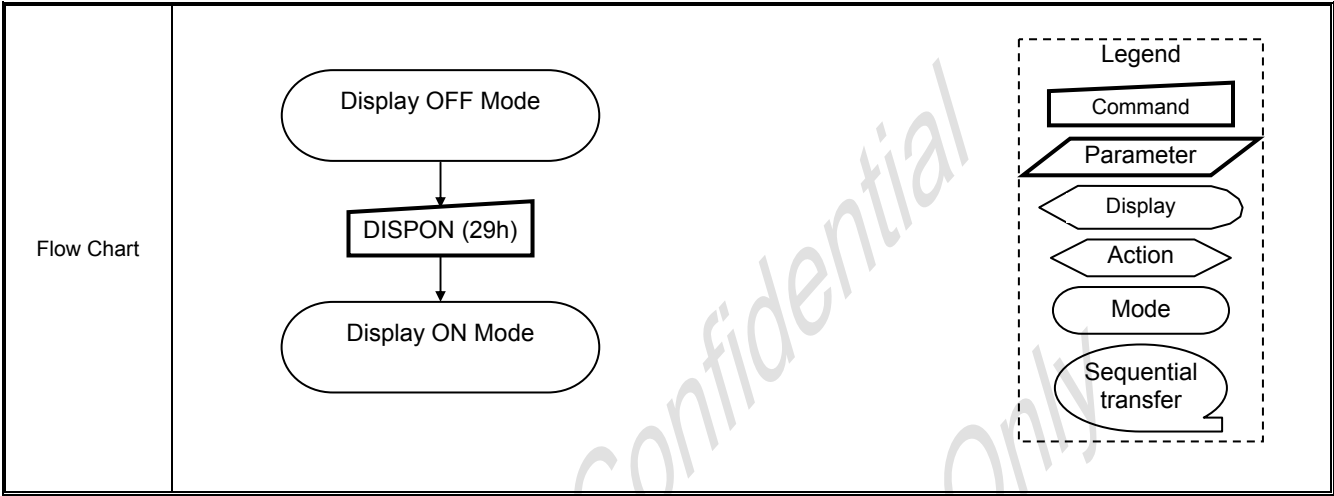 Flow Chart
Display OFF Mode
DISPON (29h)
Display ON Mode
Legend
Command
Parameter
Display
Action
Mode
Sequential
transfer
Confidential
Only